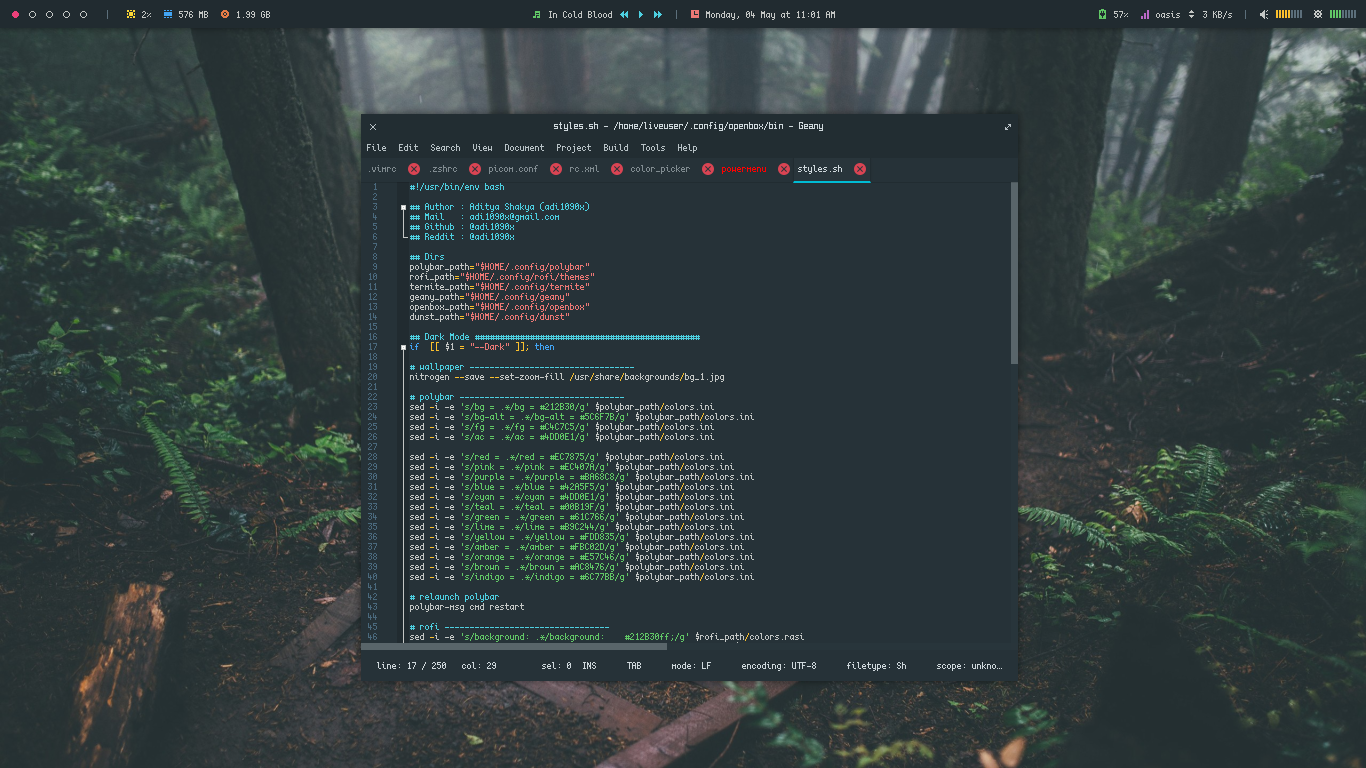 2% 576 MB 1.99 GB In Cold Blood Monday, 04 May at 11:01 AM 57% oasis 3 KB/s
styles.sh - /home/liveuser/.config/openbox/bin - Geany
File Edit Search View Document Project Build Tools Help
.vimrc .zshrc picom.conf rc.xml color_picker powermenu styles.sh
1 #!/usr/bin/env bash
2
3 ## Author : Aditya Shakya (adi1090x)
4 ## Mail   : adi1090x@gmail.com
5 ## Github : @adi1090x
6 ## Reddit : @adi1090x
7
8 ## Dirs
9 polybar_path="$HOME/.config/polybar"
10 rofi_path="$HOME/.config/rofi/themes"
11 termite_path="$HOME/.config/termite"
12 geany_path="$HOME/.config/geany"
13 openbox_path="$HOME/.config/openbox"
14 dunst_path="$HOME/.config/dunst"
15
16 ## Dark Mode #############################################
17 if  [[ $1 = "--Dark" ]]; then
18
19 # wallpaper ---------------------------------
20 nitrogen --save --set-zoom-fill /usr/share/backgrounds/bg_1.jpg
21
22 # polybar ---------------------------------
23 sed -i -e 's/bg = .*/bg = #212B30/g' $polybar_path/colors.ini
24 sed -i -e 's/bg-alt = .*/bg-alt = #5C6F7B/g' $polybar_path/colors.ini
25 sed -i -e 's/fg = .*/fg = #C4C7C5/g' $polybar_path/colors.ini
26 sed -i -e 's/ac = .*/ac = #4DD0E1/g' $polybar_path/colors.ini
27
28 sed -i -e 's/red = .*/red = #EC7875/g' $polybar_path/colors.ini
29 sed -i -e 's/pink = .*/pink = #EC407A/g' $polybar_path/colors.ini
30 sed -i -e 's/purple = .*/purple = #BA68C8/g' $polybar_path/colors.ini
31 sed -i -e 's/blue = .*/blue = #42A5F5/g' $polybar_path/colors.ini
32 sed -i -e 's/cyan = .*/cyan = #4DD0E1/g' $polybar_path/colors.ini
33 sed -i -e 's/teal = .*/teal = #00B19F/g' $polybar_path/colors.ini
34 sed -i -e 's/green = .*/green = #61C766/g' $polybar_path/colors.ini
35 sed -i -e 's/lime = .*/lime = #B9C244/g' $polybar_path/colors.ini
36 sed -i -e 's/yellow = .*/yellow = #FDD835/g' $polybar_path/colors.ini
37 sed -i -e 's/amber = .*/amber = #FBC02D/g' $polybar_path/colors.ini
38 sed -i -e 's/orange = .*/orange = #E57C46/g' $polybar_path/colors.ini
39 sed -i -e 's/brown = .*/brown = #AC8476/g' $polybar_path/colors.ini
40 sed -i -e 's/indigo = .*/indigo = #6C77BB/g' $polybar_path/colors.ini
41
42 # relaunch polybar
43 polybar-msg cmd restart
44
45 # rofi ---------------------------------
46 sed -i -e 's/background: .*/background:    #212B30ff;/g' $rofi_path/colors.rasi
line: 17 / 250 col: 29 sel: 0 INS TAB mode: LF encoding: UTF-8 filetype: Sh scope: unkno…